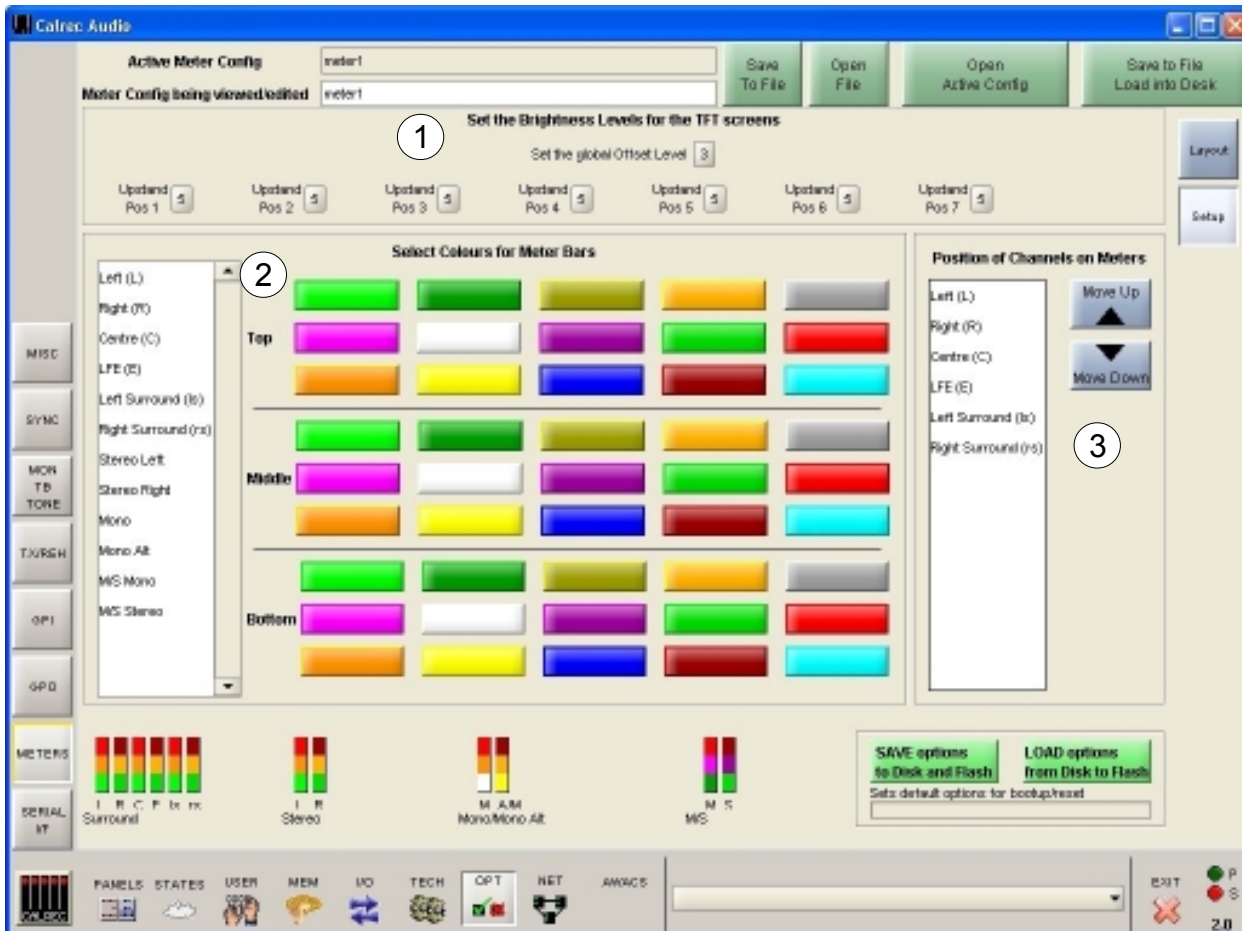 Calrec Audio
Active Meter Config meter1
Meter Config being viewed/edited meter1
Save To File
Open File
Open Active Config
Save to File Load into Desk
1
Set the Brightness Levels for the TFT screens
Set the global Offset Level 3
Upstand Pos 1 5
Upstand Pos 2 5
Upstand Pos 3 5
Upstand Pos 4 5
Upstand Pos 5 5
Upstand Pos 6 5
Upstand Pos 7 5
Layout
Setup
2
Select Colours for Meter Bars
Left (L)
Right (R)
Centre (C)
LFE (E)
Left Surround (ls)
Right Surround (rs)
Stereo Left
Stereo Right
Mono
Mono Alt
M/S Mono
M/S Stereo
Top
Middle
Bottom
Position of Channels on Meters
Left (L)
Right (R)
Centre (C)
LFE (E)
Left Surround (ls)
Right Surround (rs)
Move Up
Move Down
3
MISC
SYNC
MON TB TONE
TX/REH
GPI
GPO
METERS
SERIAL I/F
Surround
L R
Stereo
M A/M
Mono/Mono Alt
M S
M/S
SAVE options to Disk and Flash
LOAD options from Disk to Flash
Sets default options for bootup/reset
CALREC
PANELS
STATES
USER
MEM
I/O
TECH
OPT
NET
AWACS
EXIT
P
S
2.0